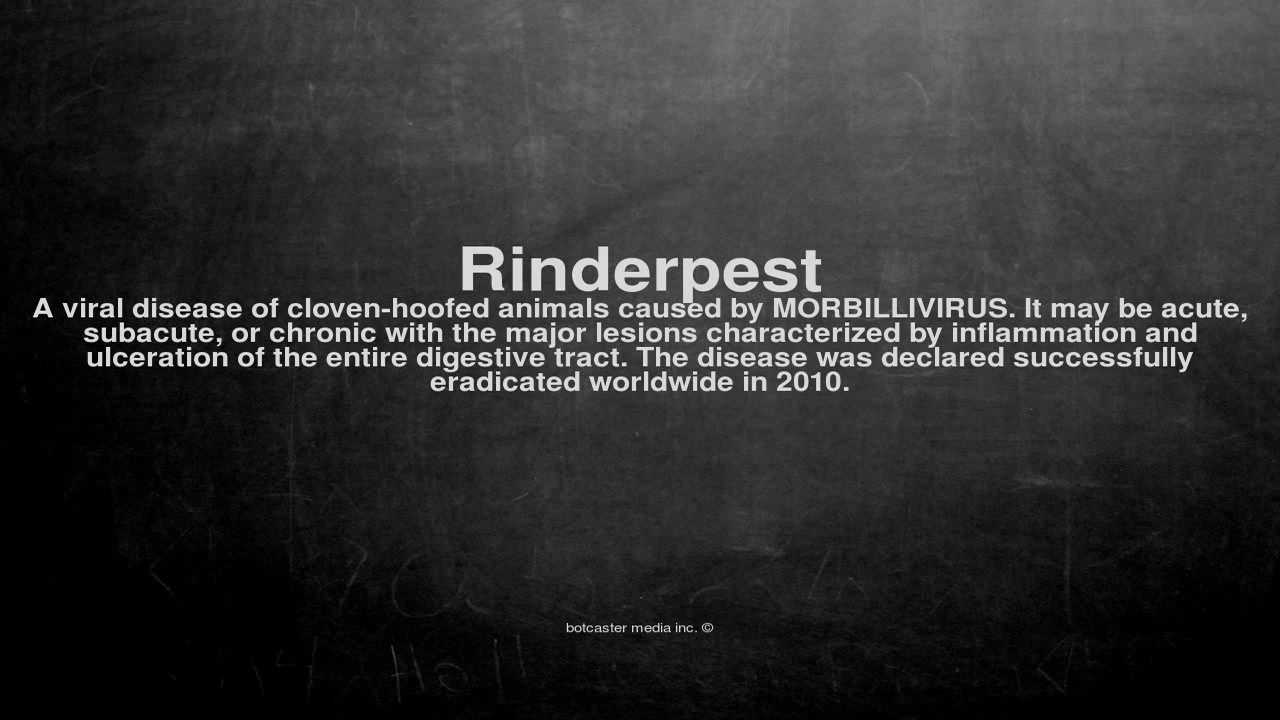 Rinderpest
A viral disease of cloven-hoofed animals caused by MORBILLIVIRUS. It may be acute,
subacute, or chronic with the major lesions characterized by inflammation and
ulceration of the entire digestive tract. The disease was declared successfully
eradicated worldwide in 2010.
botcaster media inc. ©